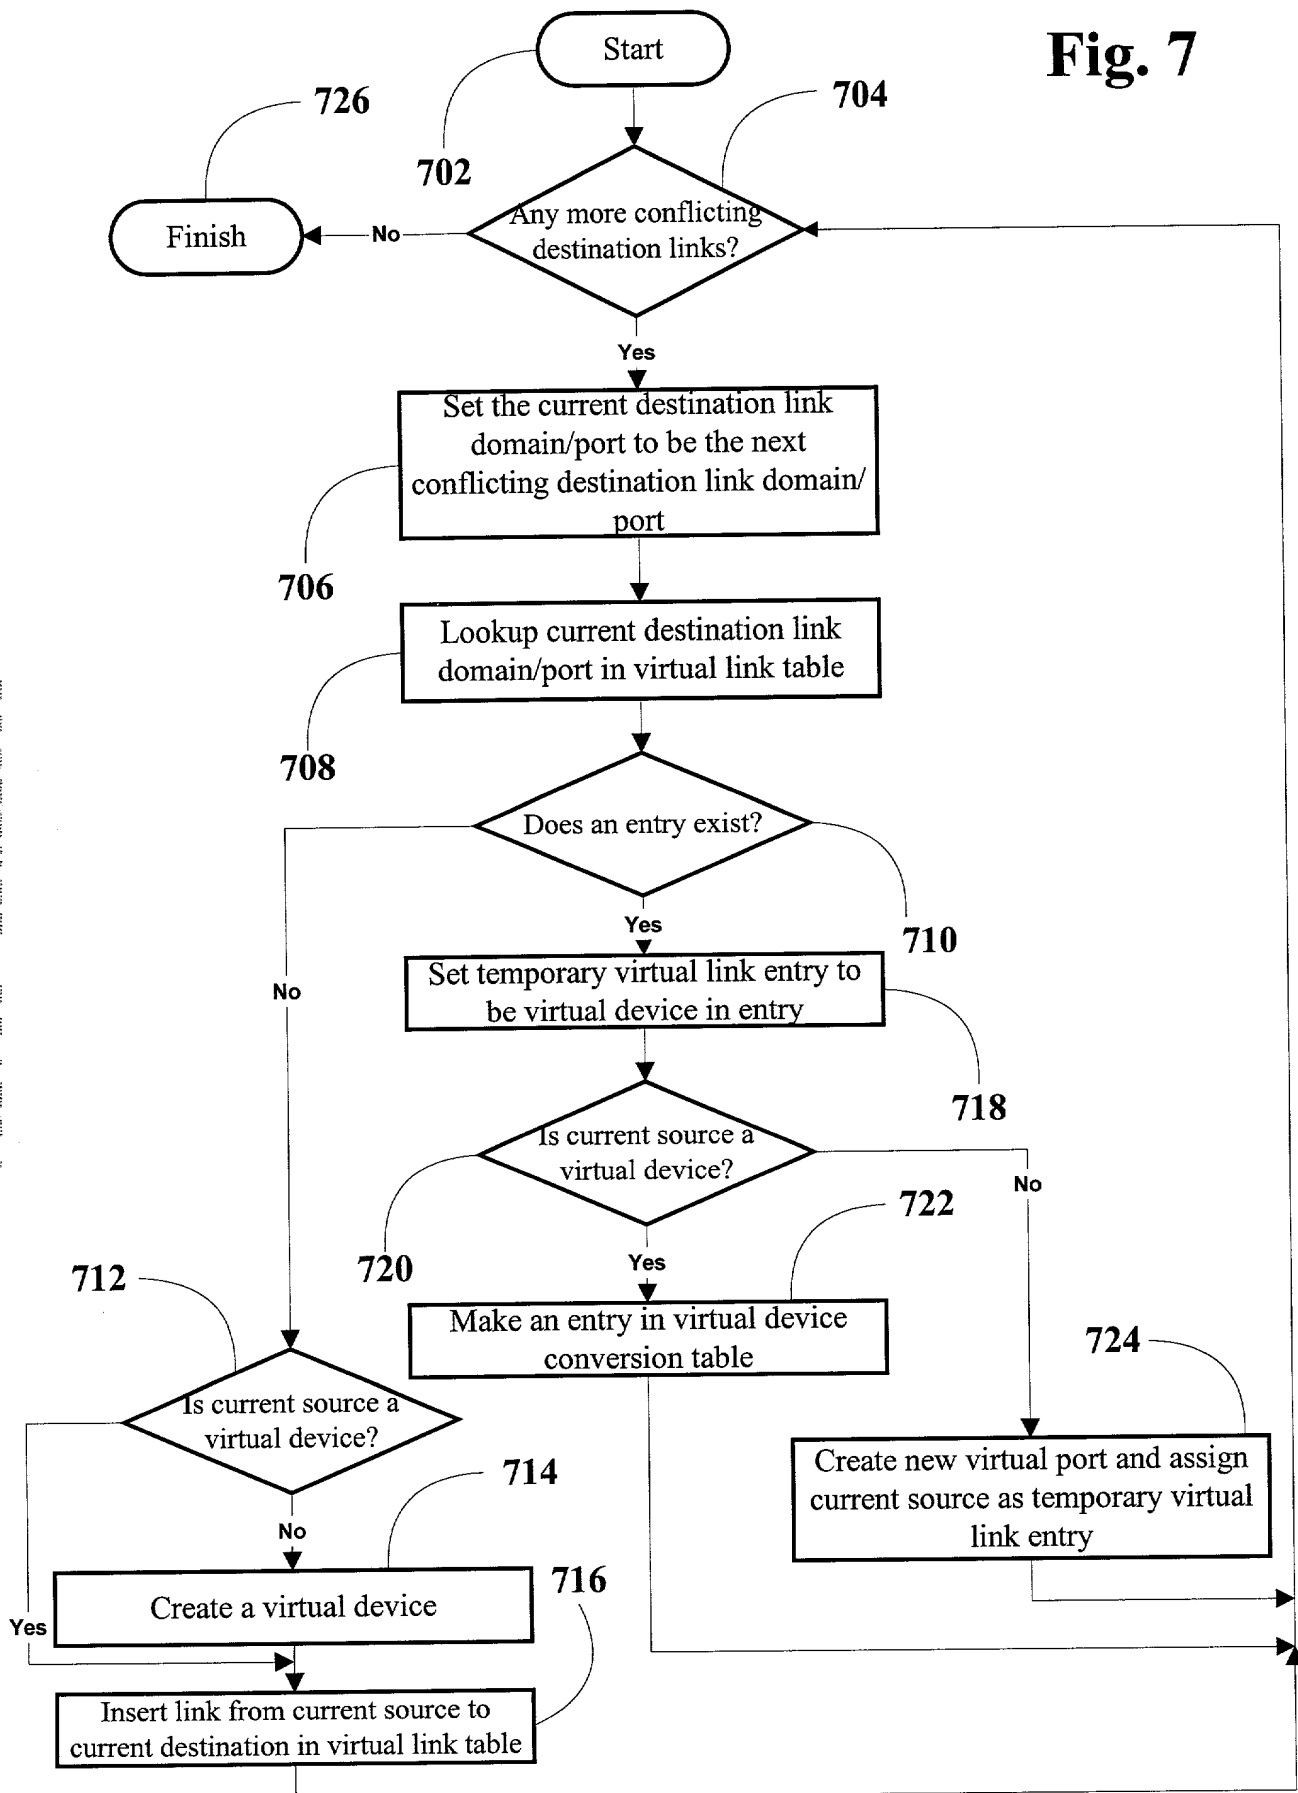 Start
Fig. 7
726
704
702
Any more conflicting
destination links?
Finish
No
Yes
Set the current destination link
domain/port to be the next
conflicting destination link domain/
port
706
Lookup current destination link
domain/port in virtual link table
708
Does an entry exist?
Yes
710
No
Set temporary virtual link entry to
be virtual device in entry
718
Is current source a
virtual device?
No
722
720
Yes
712
Make an entry in virtual device
conversion table
724
Is current source a
virtual device?
Create new virtual port and assign
current source as temporary virtual
link entry
714
No
716
Create a virtual device
Yes
Insert link from current source to
current destination in virtual link table